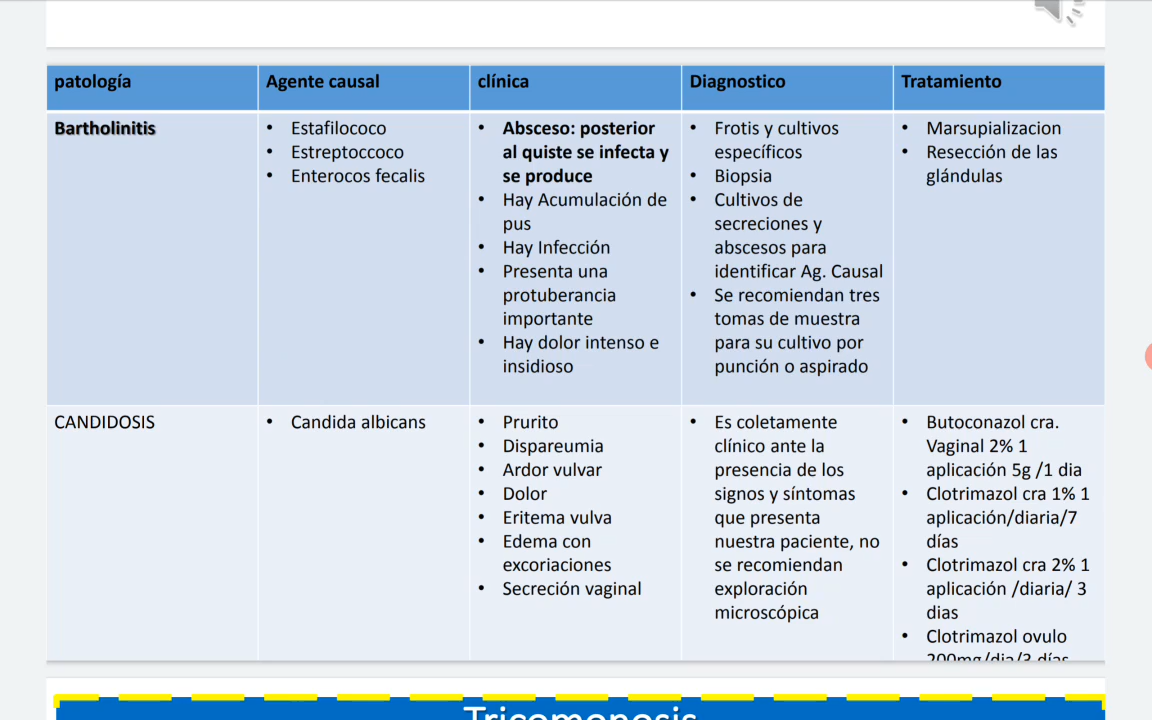 patología
Agente causal
clínica
Diagnostico
Tratamiento
Bartholinitis
• Estafilococo
• Estreptoccoco
• Enterocos fecalis
• Absceso: posterior
al quiste se infecta y
se produce
• Hay Acumulación de
pus
• Hay Infección
• Presenta una
protuberancia
importante
• Hay dolor intenso e
insidioso
• Frotis y cultivos
específicos
• Biopsia
• Cultivos de
secreciones y
abscesos para
identificar Ag. Causal
• Se recomiendan tres
tomas de muestra
para su cultivo por
punción o aspirado
• Marsupializacion
• Resección de las
glándulas
CANDIDOSIS
• Candida albicans
• Prurito
• Dispareumia
• Ardor vulvar
• Dolor
• Eritema vulva
• Edema con
excoriaciones
• Secreción vaginal
• Es coletamente
clínico ante la
presencia de los
signos y síntomas
que presenta
nuestra paciente, no
se recomiendan
exploración
microscópica
• Butoconazol cra.
Vaginal 2% 1
aplicación 5g /1 dia
• Clotrimazol cra 1% 1
aplicación/diaria/7
días
• Clotrimazol cra 2% 1
aplicación /diaria/ 3
dias
• Clotrimazol ovulo
200mg/dia/3 días
Tricomonosis